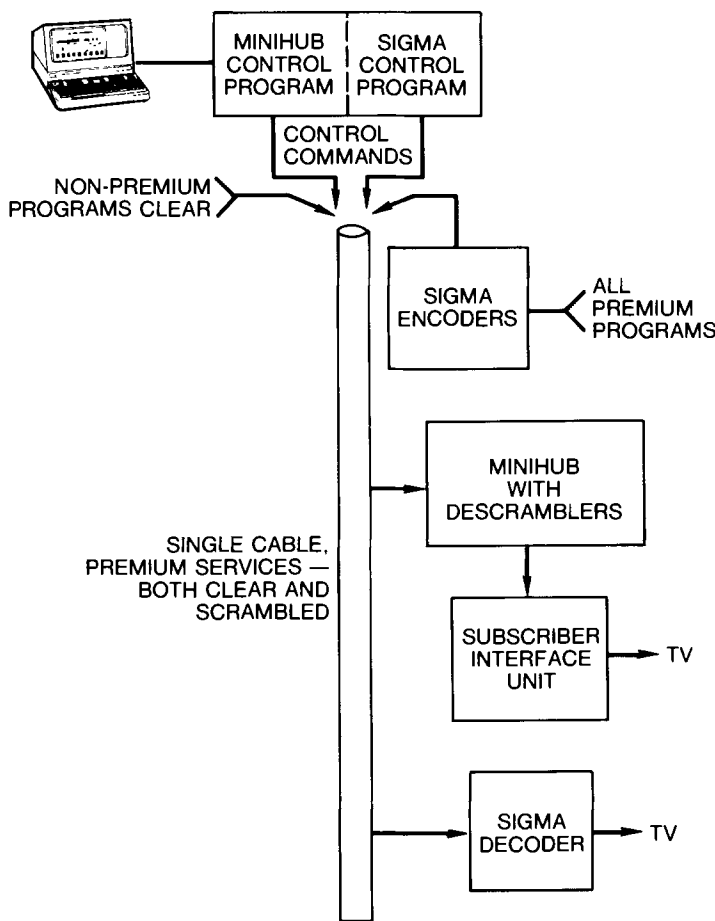 MINIHUB
CONTROL
PROGRAM
SIGMA
CONTROL
PROGRAM
CONTROL
COMMANDS
NON-PREMIUM
PROGRAMS CLEAR
SIGMA
ENCODERS
ALL
PREMIUM
PROGRAMS
MINIHUB
WITH
DESCRAMBLERS
SINGLE CABLE,
PREMIUM SERVICES —
BOTH CLEAR AND
SCRAMBLED
SUBSCRIBER
INTERFACE
UNIT
TV
SIGMA
DECODER
TV